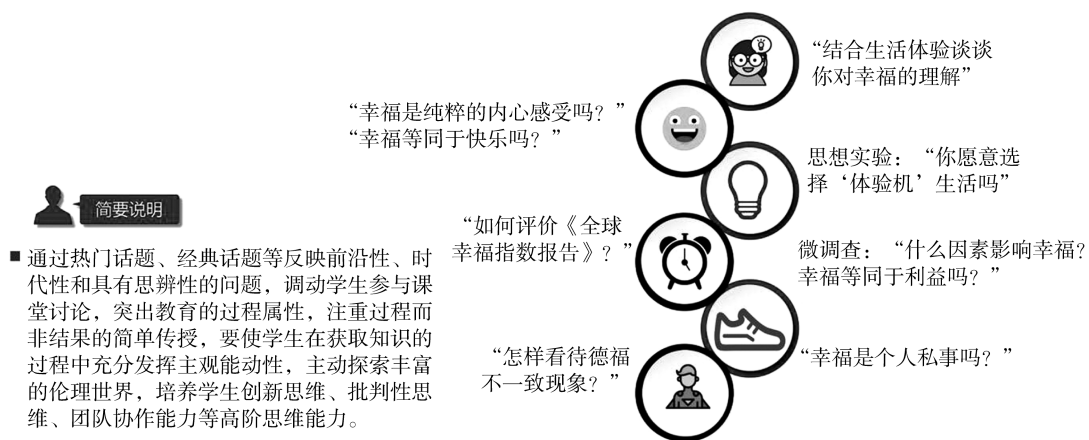 “结合生活体验谈谈
你对幸福的理解”
“幸福是纯粹的内心感受吗？”
“幸福等同于快乐吗？”
思想实验：“你愿意选
择‘体验机’生活吗”
简要说明
“如何评价《全球
幸福指数报告》？”
微调查：“什么因素影响幸福？
幸福等同于利益吗？”
■通过热门话题、经典话题等反映前沿性、时
代性和具有思辨性的问题，调动学生参与课
堂讨论，突出教育的过程属性，注重过程而
非结果的简单传授，要使学生在获取知识的
过程中充分发挥主观能动性，主动探索丰富
的伦理世界，培养学生创新思维、批判性思
维、团队协作能力等高阶思维能力。
“怎样看待德福
不一致现象？”
“幸福是个人私事吗？”